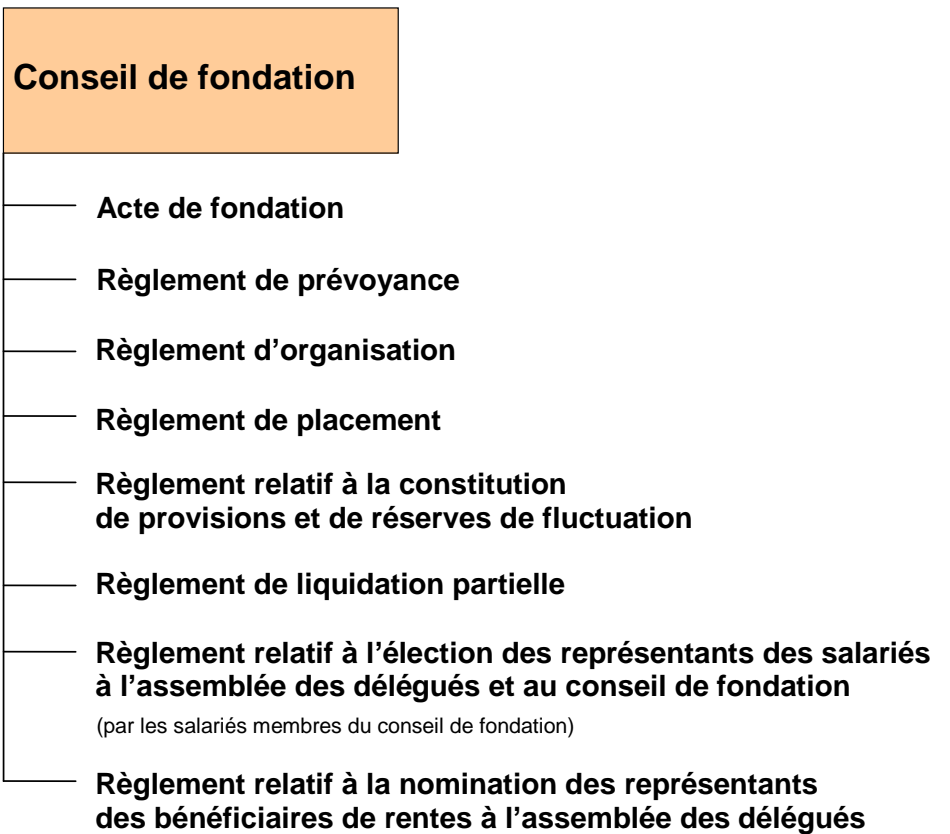 Conseil de fondation
Acte de fondation
Règlement de prévoyance
Règlement d’organisation
Règlement de placement
Règlement relatif à la constitution
de provisions et de réserves de fluctuation
Règlement de liquidation partielle
Règlement relatif à l’élection des représentants des salariés
à l’assemblée des délégués et au conseil de fondation
(par les salariés membres du conseil de fondation)
Règlement relatif à la nomination des représentants
des bénéficiaires de rentes à l’assemblée des délégués